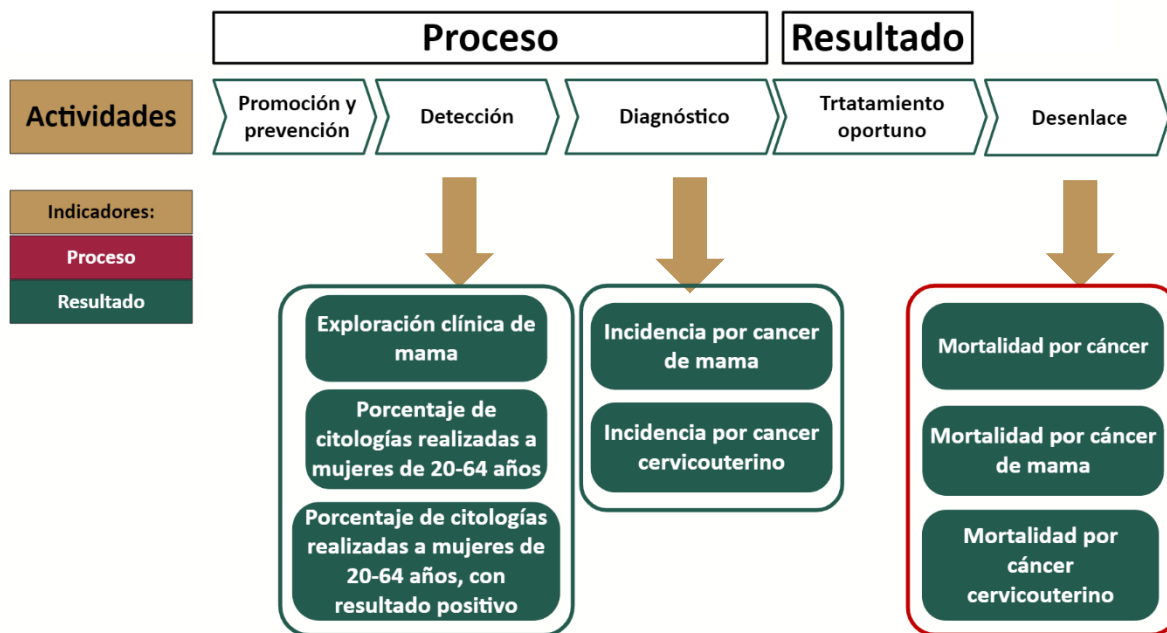 Proceso
Resultado
Actividades
Promoción y
prevención
Detección
Diagnóstico
Trtatamiento
oportuno
Desenlace
Indicadores:
Proceso
Resultado
Exploración clínica de
mama
Porcentaje de
citologías realizadas a
mujeres de 20-64 años
Porcentaje de citologías
realizadas a mujeres de
20-64 años, con
resultado positivo
Incidencia por cancer
de mama
Incidencia por cancer
cervicouterino
Mortalidad por cáncer
Mortalidad por cáncer
de mama
Mortalidad por
cáncer
cervicouterino